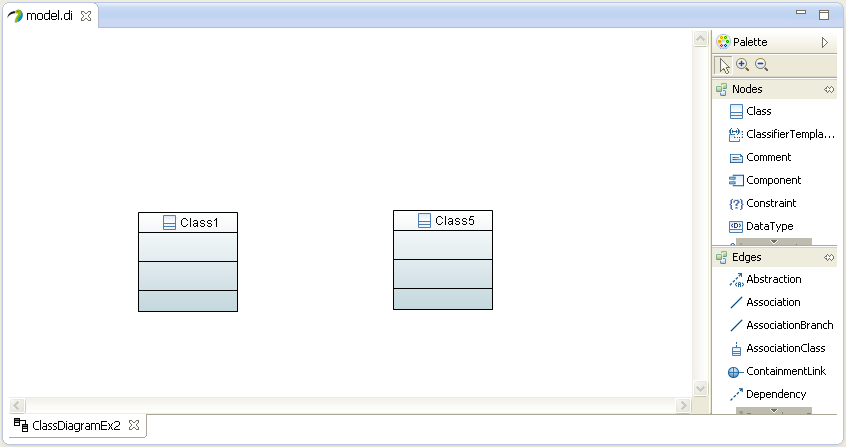 model.di
Palette
Nodes
Class
ClassifierTempla...
Comment
Component
Constraint
DataType
Edges
Abstraction
Association
AssociationBranch
AssociationClass
ContainmentLink
Dependency
Class1
Class5
ClassDiagramEx2